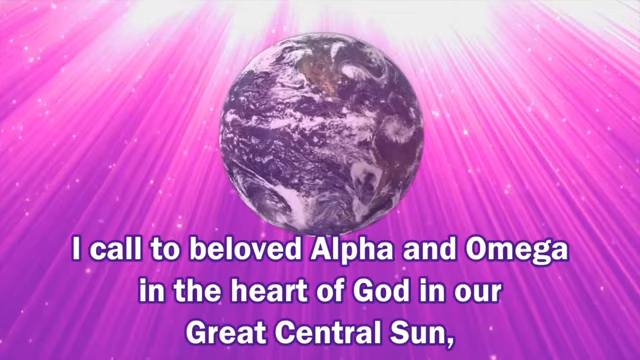 I call to beloved Alpha and Omega
in the heart of God in our
Great Central Sun,